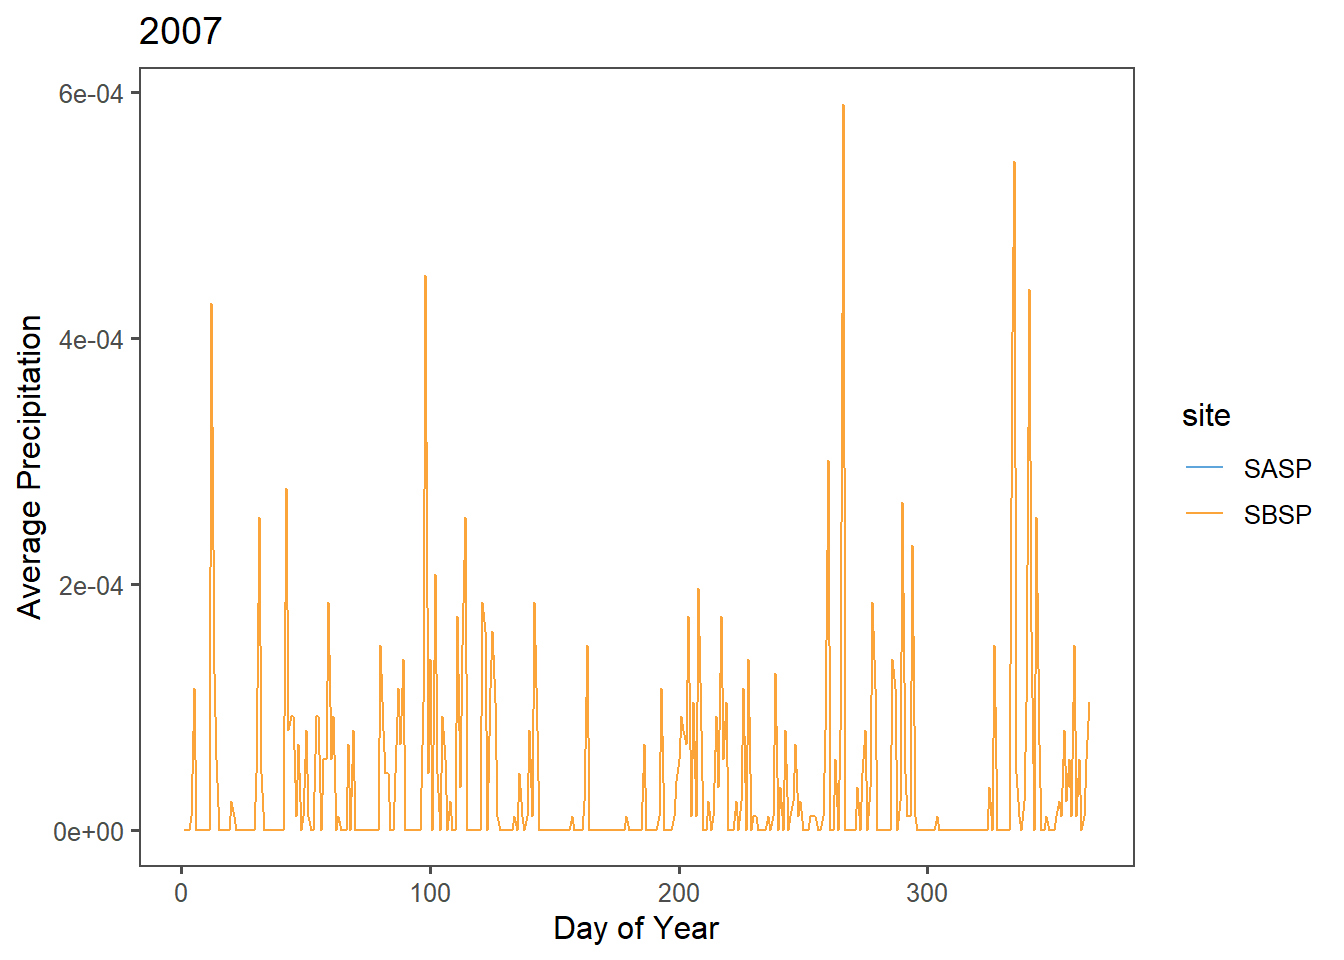 2007
Average Precipitation
6e-04
4e-04
2e-04
0e+00
0
100
200
300
Day of Year
site
SASP
SBSP